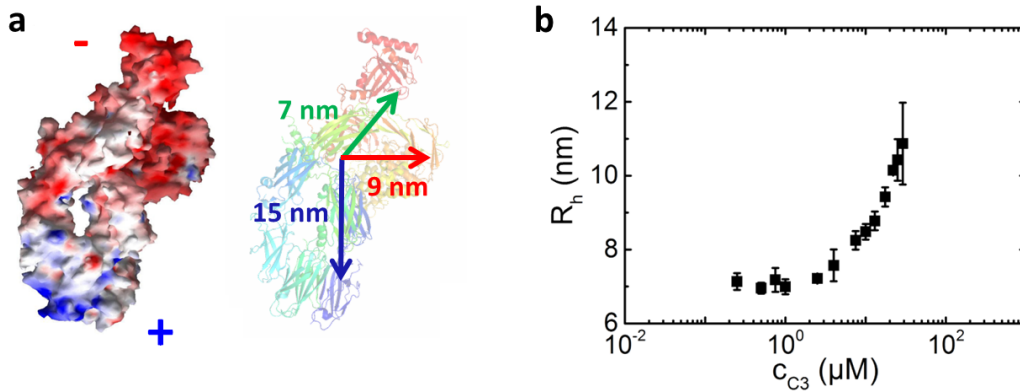 a
-
+
7 nm
9 nm
15 nm
b
14
12
10
8
6
R_h (nm)
10^-2
10^0
10^2
c_C3 (μM)